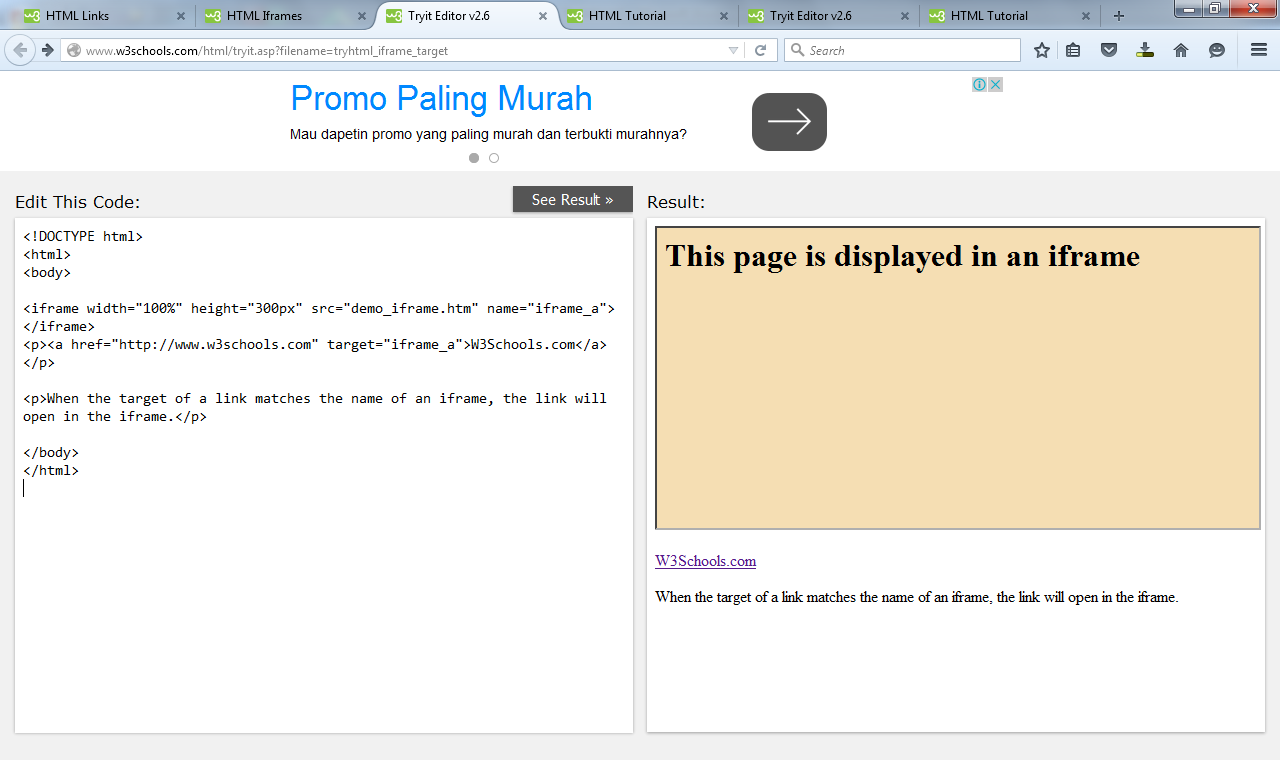 HTML Links
HTML Iframes
Tryit Editor v2.6
HTML Tutorial
Tryit Editor v2.6
HTML Tutorial
www.w3schools.com/html/tryit.asp?filename=tryhtml_iframe_target
Search
Promo Paling Murah
Mau dapetin promo yang paling murah dan terbukti murahnya?
Edit This Code:
See Result »
<!DOCTYPE html>
<html>
<body>
<iframe width="100%" height="300px" src="demo_iframe.htm" name="iframe_a">
</iframe>
<p><a href="http://www.w3schools.com" target="iframe_a">W3Schools.com</a>
</p>
<p>When the target of a link matches the name of an iframe, the link will
open in the iframe.</p>
</body>
</html>
Result:
This page is displayed in an iframe
W3Schools.com
When the target of a link matches the name of an iframe, the link will open in the iframe.